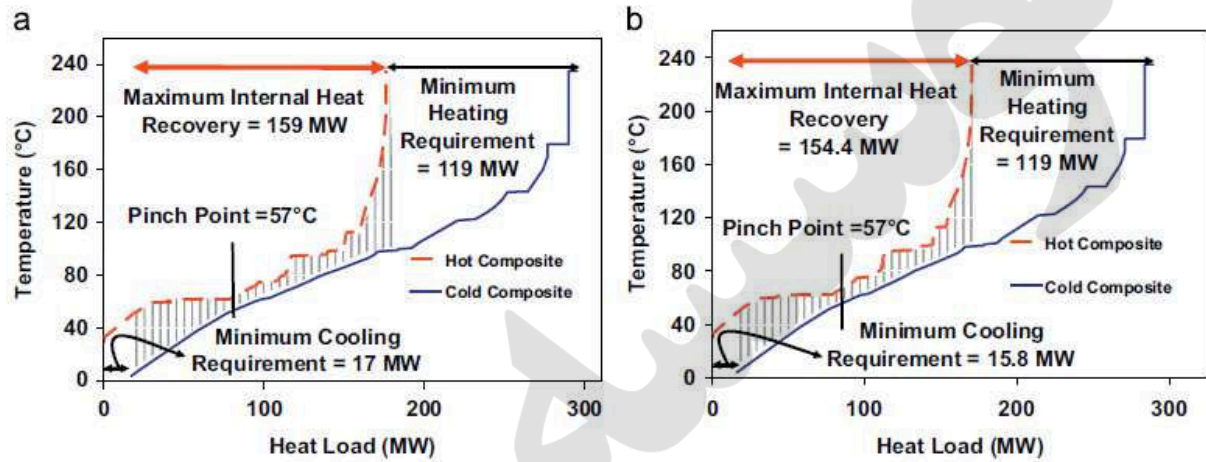 a
240
200
160
120
80
40
0
Temperature (°C)
Maximum Internal Heat
Recovery = 159 MW
Minimum
Heating
Requirement
= 119 MW
Pinch Point =57°C
Hot Composite
Cold Composite
Minimum Cooling
Requirement = 17 MW
0
100
200
300
Heat Load (MW)
b
240
200
160
120
80
40
0
Temperature (°C)
Maximum Internal Heat
Recovery
= 154.4 MW
Minimum
Heating
Requirement
= 119 MW
Pinch Point =57°C
Hot Composite
Cold Composite
Minimum Cooling
Requirement = 15.8 MW
0
100
200
300
Heat Load (MW)